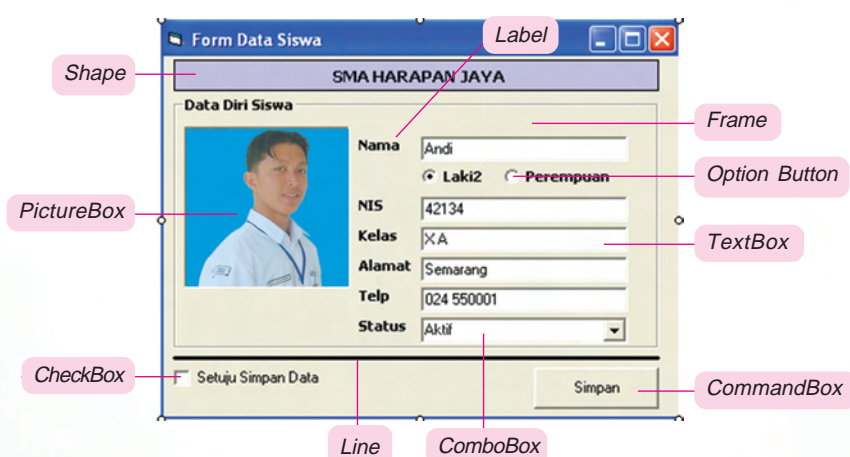 Form Data Siswa
Label
Shape
SMA HARAPAN JAYA
Data Diri Siswa
Frame
Nama
Andi
Laki2
Perempuan
Option Button
PictureBox
NIS
42134
Kelas
X A
TextBox
Alamat
Semarang
Telp
024 550001
Status
Aktif
CheckBox
Setuju Simpan Data
Simpan
CommandBox
Line
ComboBox